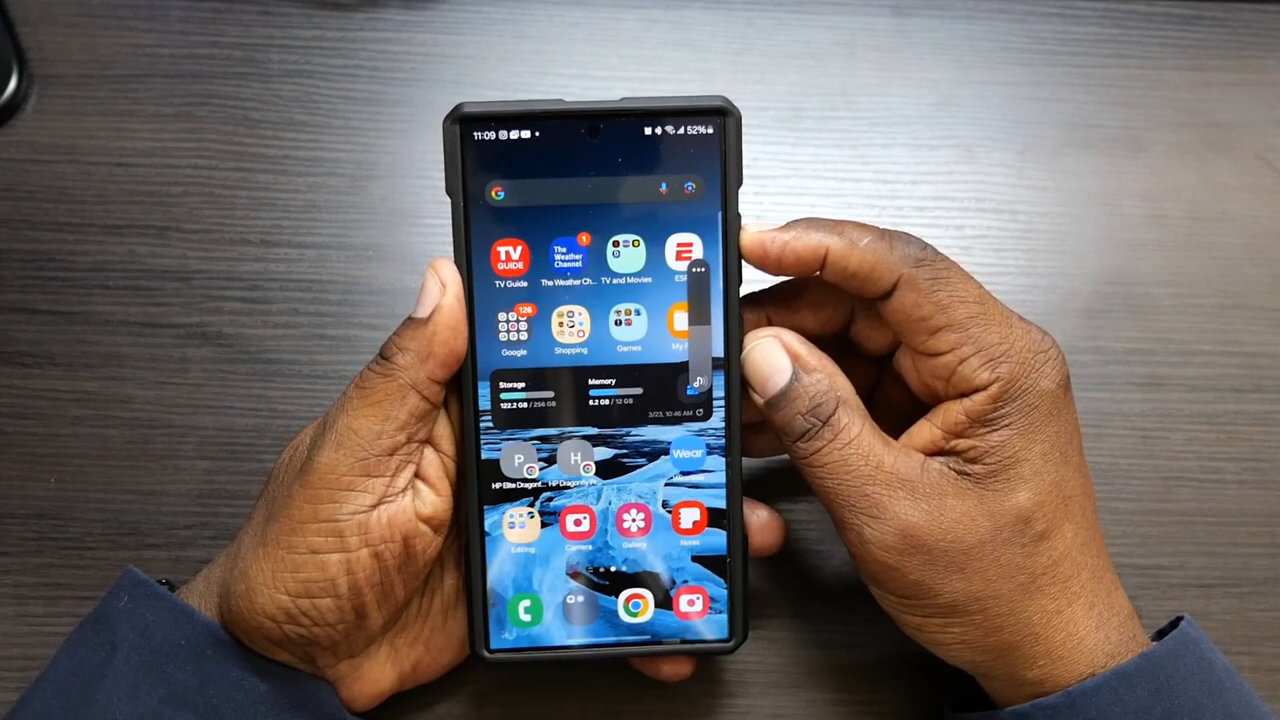 11:09 52%
G
TV GUIDE The Weather Channel 1 E
TV Guide The Weather Ch... TV and Movies ESP
126
Google Shopping Games My F
Storage Memory
122.2 GB / 256 GB 6.2 GB / 12 GB
3/23, 10:46 AM
P H Wear
HP Elite Dragonf... HP Dragonfly Pr...
Editing Camera Gallery Notes